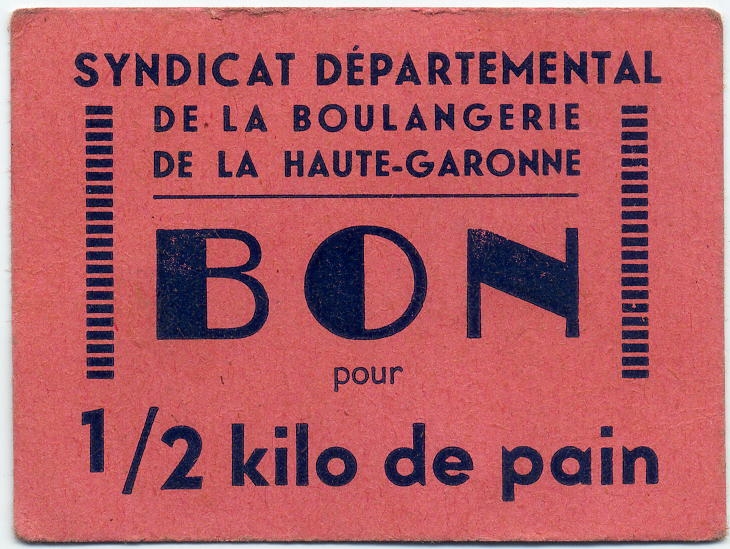 SYNDICAT DÉPARTEMENTAL
DE LA BOULANGERIE
DE LA HAUTE-GARONNE
BON
pour
1/2 kilo de pain